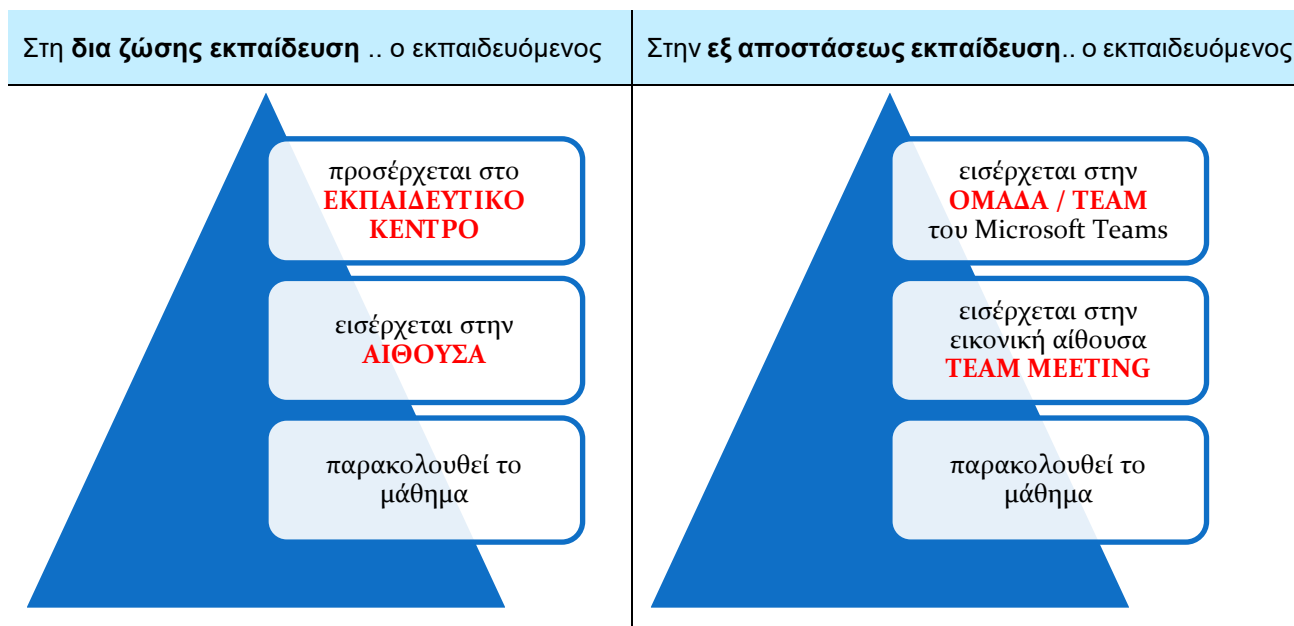 Στη δια ζώσης εκπαίδευση .. ο εκπαιδευόμενος
προσέρχεται στο
ΕΚΠΑΙΔΕΥΤΙΚΟ
ΚΕΝΤΡΟ
εισέρχεται στην
ΑΙΘΟΥΣΑ
παρακολουθεί το
μάθημα
Στην εξ αποστάσεως εκπαίδευση.. ο εκπαιδευόμενος
εισέρχεται στην
ΟΜΑΔΑ / TEAM
του Microsoft Teams
εισέρχεται στην
εικονική αίθουσα
TEAM MEETING
παρακολουθεί το
μάθημα